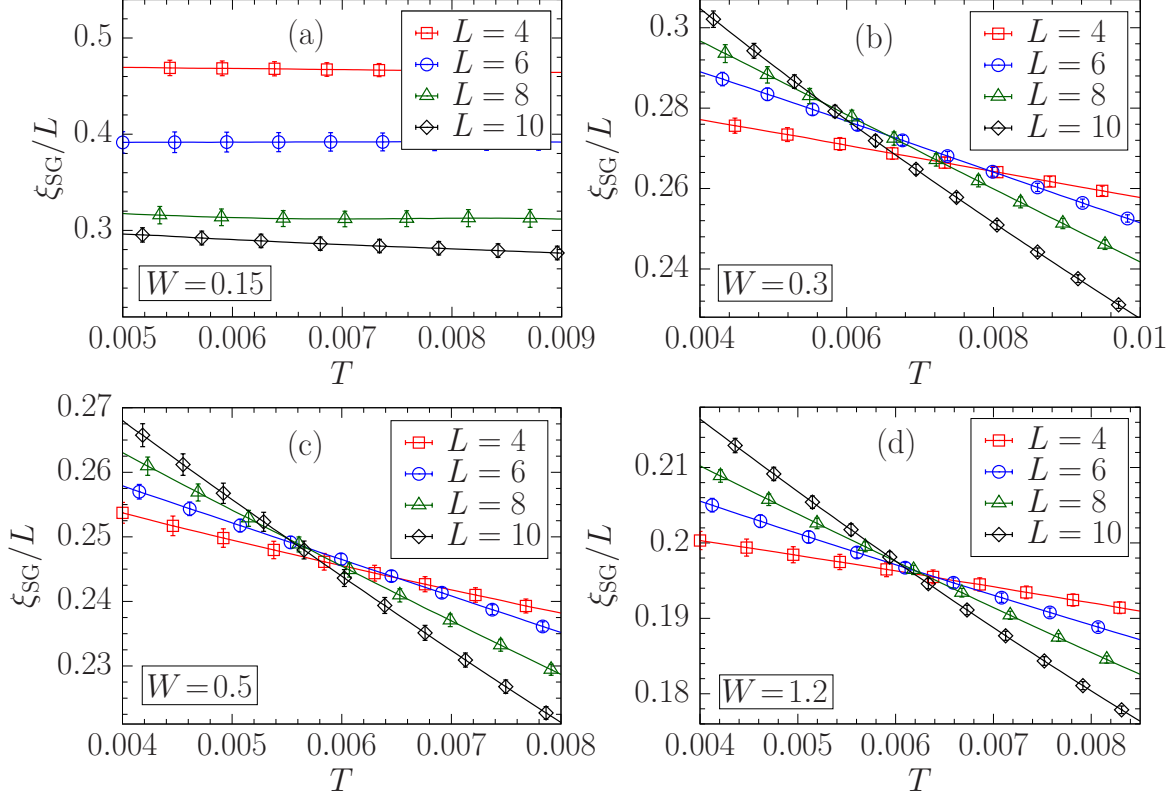 (a)
L = 4
L = 6
L = 8
L = 10
0.5
0.4
0.3
ξSG/L
W = 0.15
0.005 0.006 0.007 0.008 0.009
T
(b)
L = 4
L = 6
L = 8
L = 10
0.3
0.28
0.26
0.24
ξSG/L
W = 0.3
0.004 0.006 0.008 0.01
T
(c)
L = 4
L = 6
L = 8
L = 10
0.27
0.26
0.25
0.24
0.23
ξSG/L
W = 0.5
0.004 0.005 0.006 0.007 0.008
T
(d)
L = 4
L = 6
L = 8
L = 10
0.21
0.2
0.19
0.18
ξSG/L
W = 1.2
0.004 0.005 0.006 0.007 0.008
T